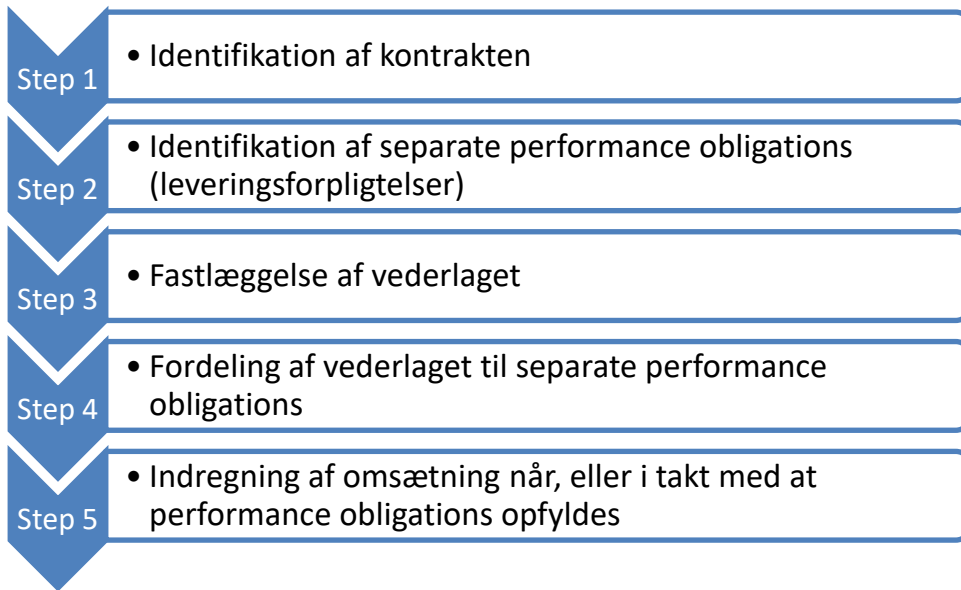 Step 1
• Identifikation af kontrakten
Step 2
• Identifikation af separate performance obligations
(leveringsforpligtelser)
Step 3
• Fastlæggelse af vederlaget
Step 4
• Fordeling af vederlaget til separate performance
obligations
Step 5
• Indregning af omsætning når, eller i takt med at
performance obligations opfyldes